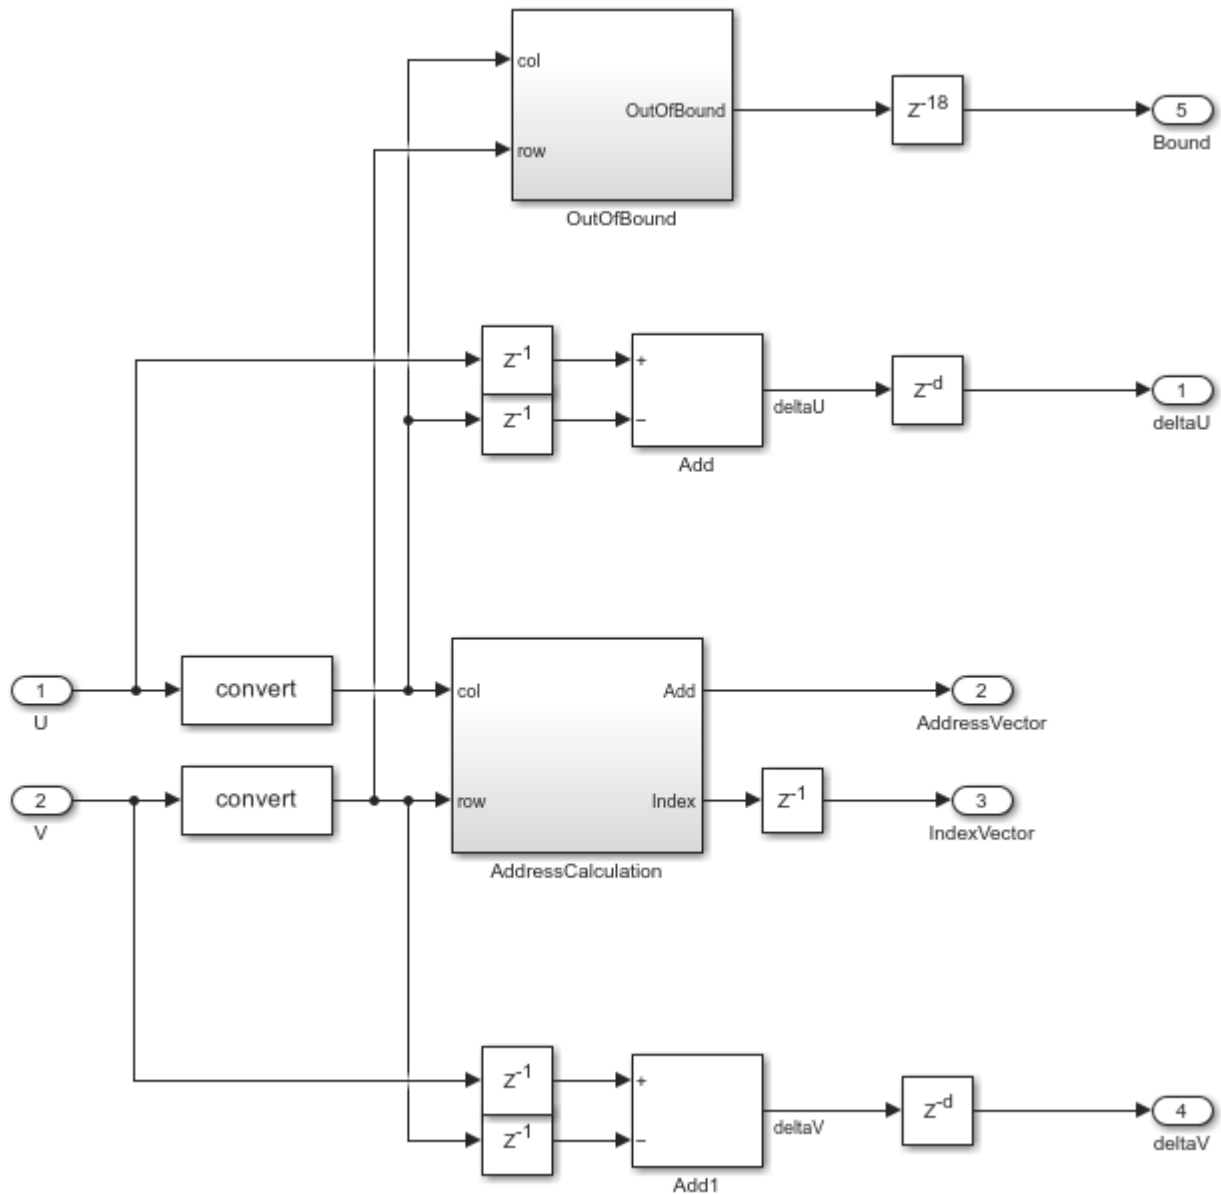 col
OutOfBound
row
OutOfBound
Z⁻¹⁸
5
Bound
Z⁻¹
+
Z⁻¹
−
deltaU
Add
Z⁻ᵈ
1
deltaU
1
U
convert
col
Add
2
AddressVector
2
V
convert
row
Index
AddressCalculation
Z⁻¹
3
IndexVector
Z⁻¹
+
Z⁻¹
−
deltaV
Add1
Z⁻ᵈ
4
deltaV